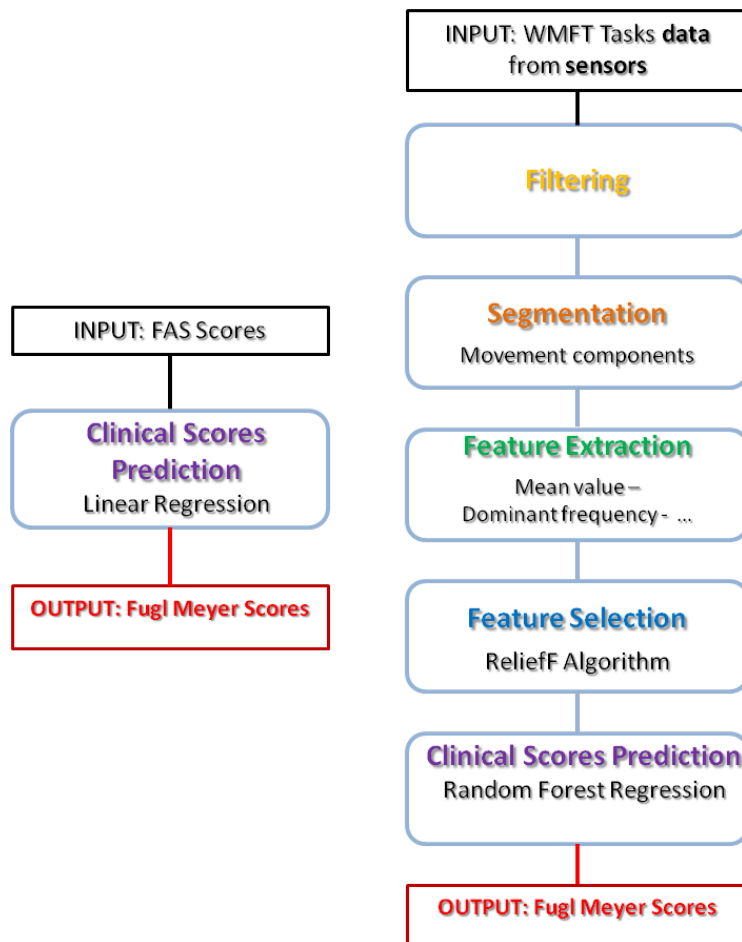 INPUT: FAS Scores
Clinical Scores
Prediction
Linear Regression
OUTPUT: Fugl Meyer Scores
INPUT: WMFT Tasks data
from sensors
Filtering
Segmentation
Movement components
Feature Extraction
Mean value –
Dominant frequency - ...
Feature Selection
ReliefF Algorithm
Clinical Scores Prediction
Random Forest Regression
OUTPUT: Fugl Meyer Scores